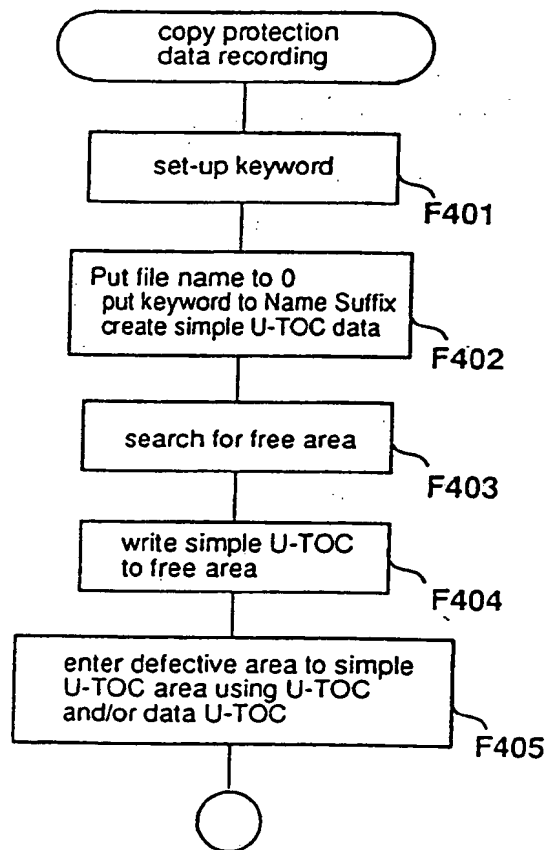 copy protection
data recording
set-up keyword
F401
Put file name to 0
put keyword to Name Suffix
create simple U-TOC data
F402
search for free area
F403
write simple U-TOC
to free area
F404
enter defective area to simple
U-TOC area using U-TOC
and/or data U-TOC
F405